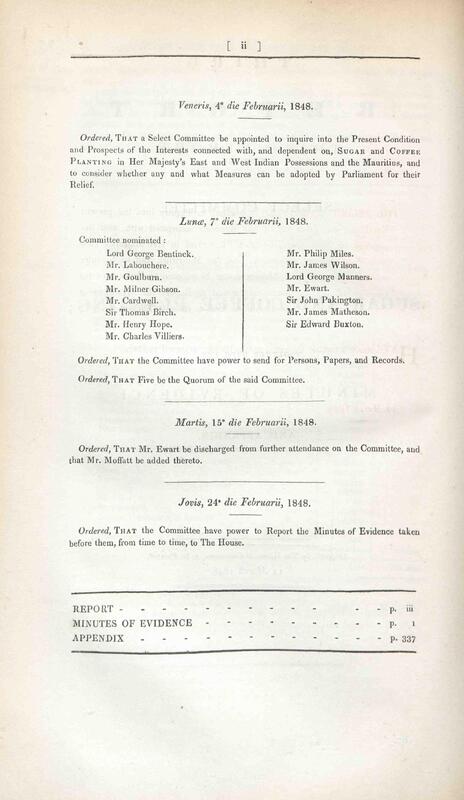 [ ii ]
Veneris, 4° die Februarii, 1848.
Ordered, THAT a Select Committee be appointed to inquire into the Present Condition
and Prospects of the Interests connected with, and dependent on, SUGAR and COFFEE
PLANTING in Her Majesty's East and West Indian Possessions and the Mauritius, and
to consider whether any and what Measures can be adopted by Parliament for their
Relief.
Lunæ, 7° die Februarii, 1848.
Committee nominated :
Lord George Bentinck.
Mr. Labouchere.
Mr. Goulburn.
Mr. Milner Gibson.
Mr. Cardwell.
Sir Thomas Birch.
Mr. Henry Hope.
Mr. Charles Villiers.
Mr. Philip Miles.
Mr. James Wilson.
Lord George Manners.
Mr. Ewart.
Sir John Pakington.
Mr. James Matheson.
Sir Edward Buxton.
Ordered, THAT the Committee have power to send for Persons, Papers, and Records.
Ordered, THAT Five be the Quorum of the said Committee.
Martis, 15° die Februarii, 1848.
Ordered, THAT Mr. Ewart be discharged from further attendance on the Committee, and
that Mr. Moffatt be added thereto.
Jovis, 24° die Februarii, 1848.
Ordered, THAT the Committee have power to Report the Minutes of Evidence taken
before them, from time to time, to The House.
REPORT - - - - - - - - - - - - p. iii
MINUTES OF EVIDENCE - - - - - - - - - p. 1
APPENDIX - - - - - - - - - - - - p. 337